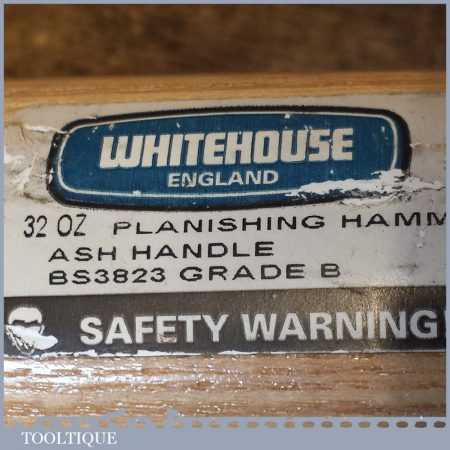 WHITEHOUSE
ENGLAND
32 OZ PLANISHING HAMM
ASH HANDLE
BS3823 GRADE B
SAFETY WARNING
TOOLTIQUE